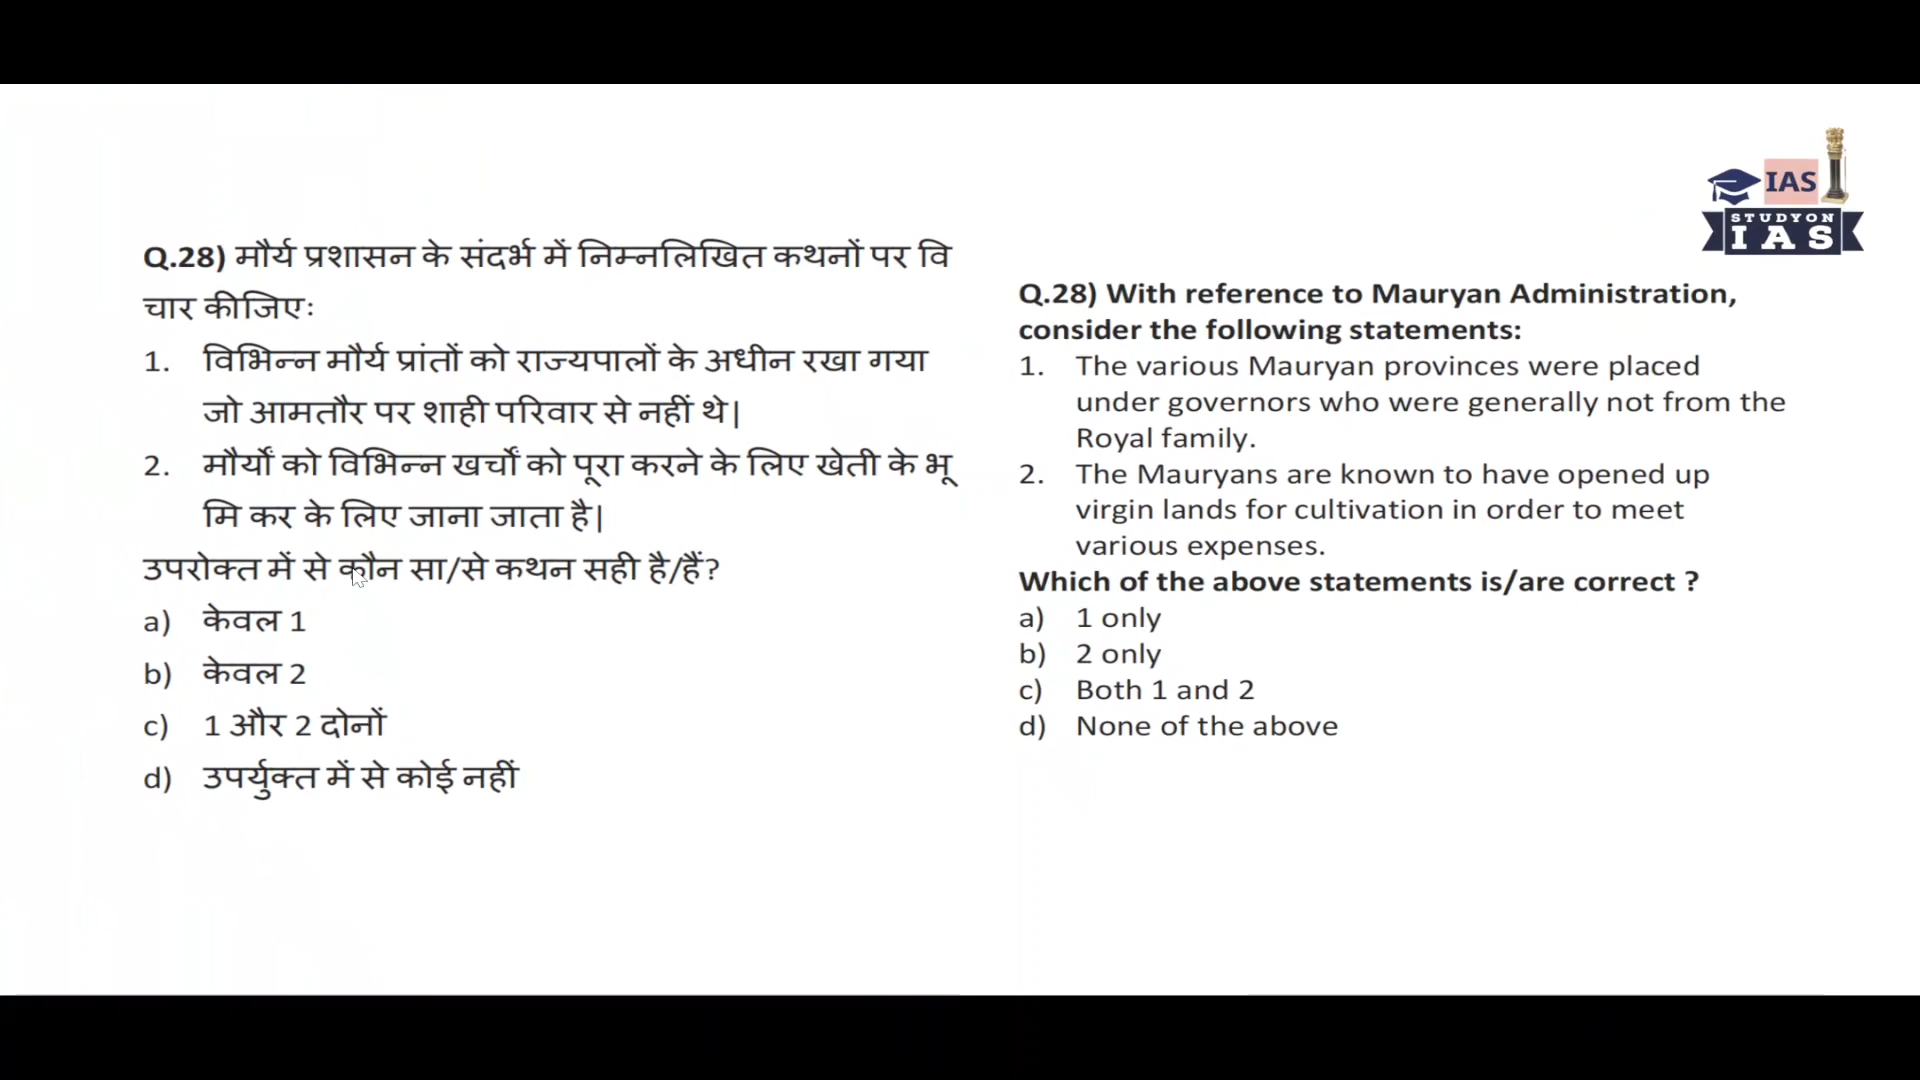 IAS
STUDYON
IAS
Q.28) मौर्य प्रशासन के संदर्भ में निम्नलिखित कथनों पर वि
चार कीजिएः
1. विभिन्न मौर्य प्रांतों को राज्यपालों के अधीन रखा गया
जो आमतौर पर शाही परिवार से नहीं थे|
2. मौर्यों को विभिन्न खर्चों को पूरा करने के लिए खेती के भू
मि कर के लिए जाना जाता है|
उपरोक्त में से कौन सा/से कथन सही है/हैं?
a) केवल 1
b) केवल 2
c) 1 और 2 दोनों
d) उपर्युक्त में से कोई नहीं
Q.28) With reference to Mauryan Administration,
consider the following statements:
1. The various Mauryan provinces were placed
under governors who were generally not from the
Royal family.
2. The Mauryans are known to have opened up
virgin lands for cultivation in order to meet
various expenses.
Which of the above statements is/are correct ?
a) 1 only
b) 2 only
c) Both 1 and 2
d) None of the above